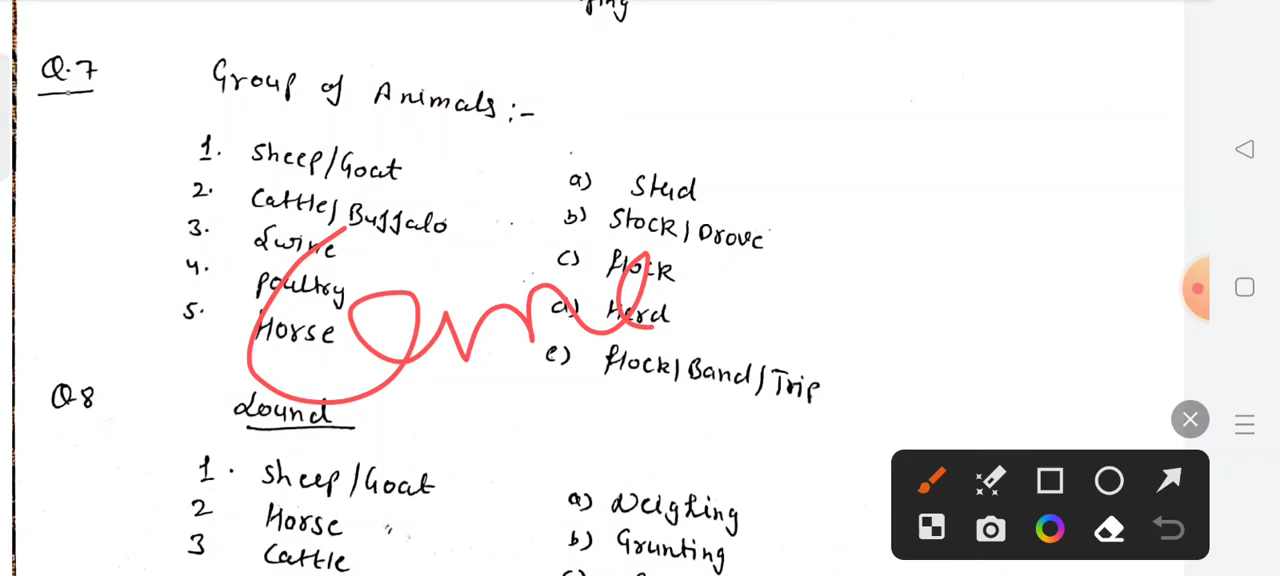 Q.7 Group of Animals :-
1. Sheep/Goat
a) Stud
2. Cattle/Buffalo
b) Stock/Drove
3. Swine
c) flock
4. Poultry
d) Herd
5. Horse
e) flock/Band/Trip
Q8 Sound
1. Sheep/Goat
a) Neighing
2 Horse
b) Grunting
3 Cattle